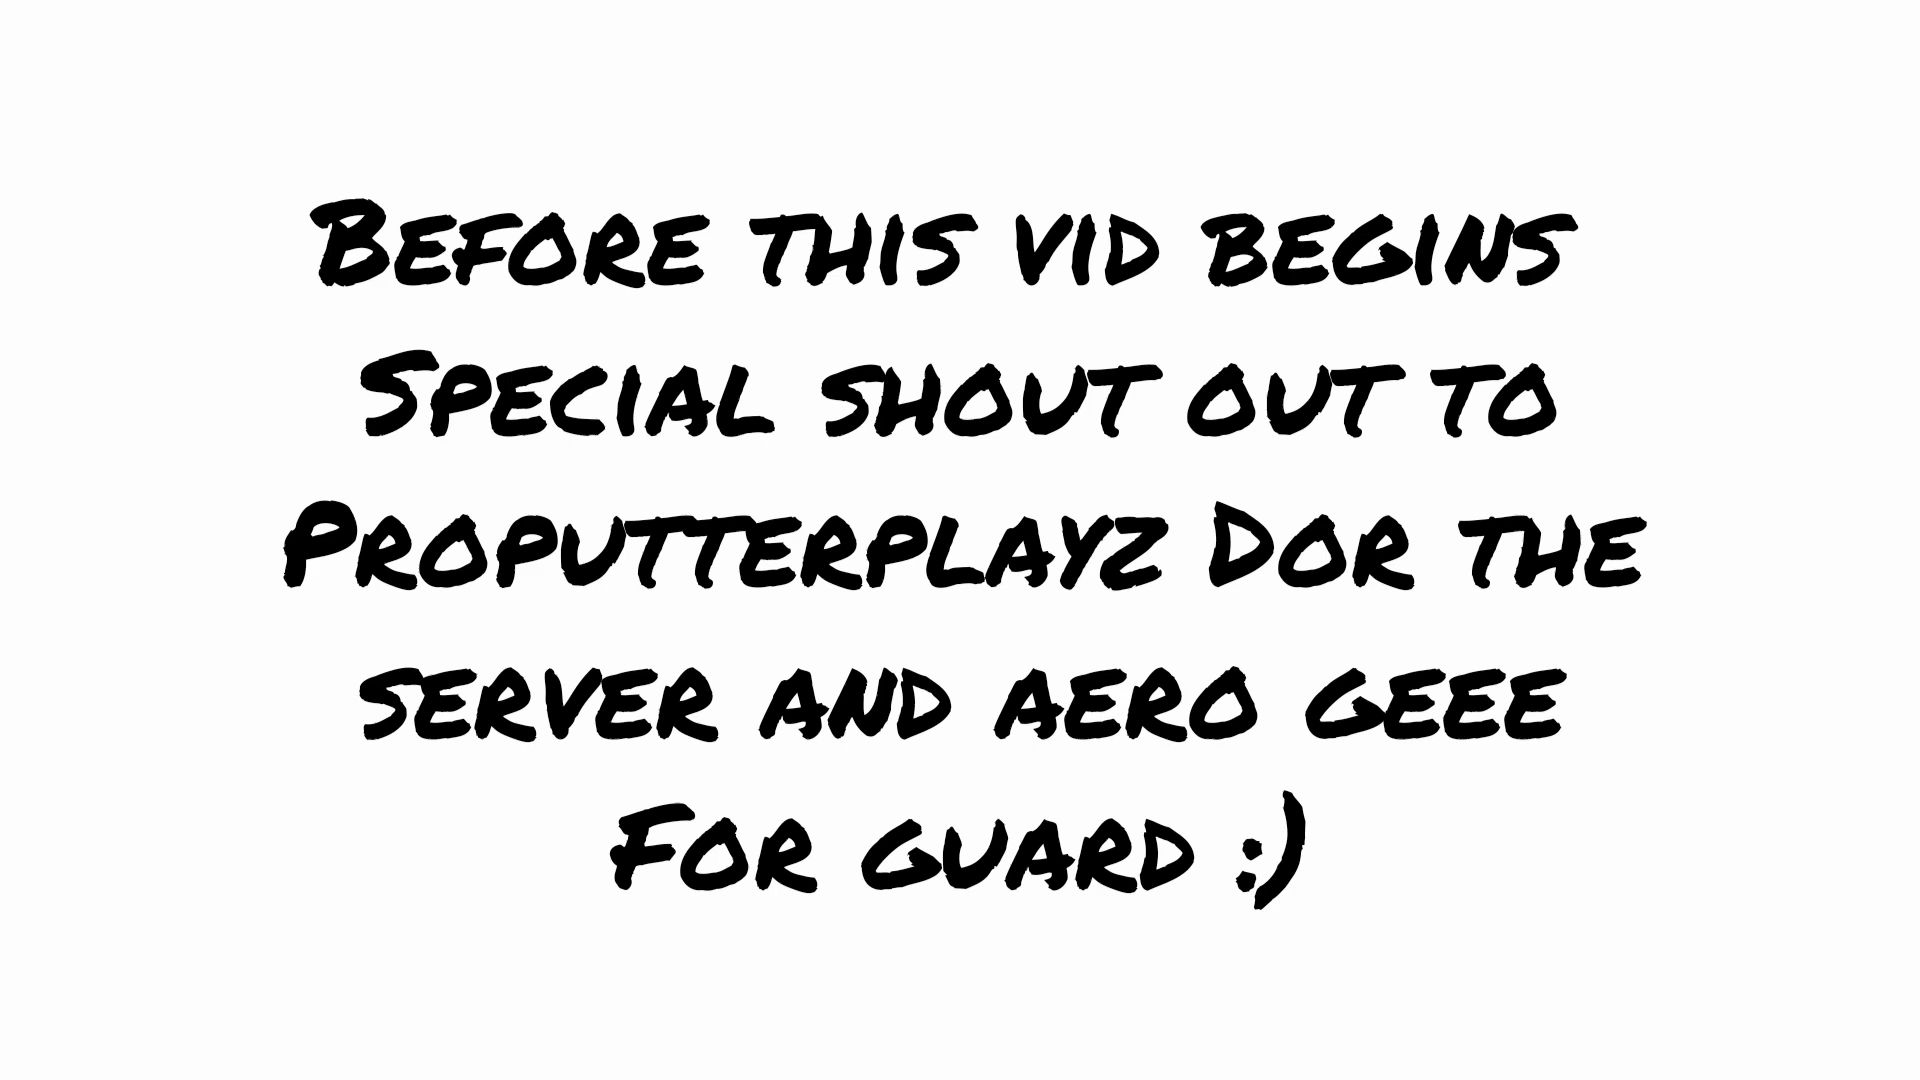 Before this vid begins
Special shout out to
Proputterplayz Dor the
server and aero geee
For guard :)